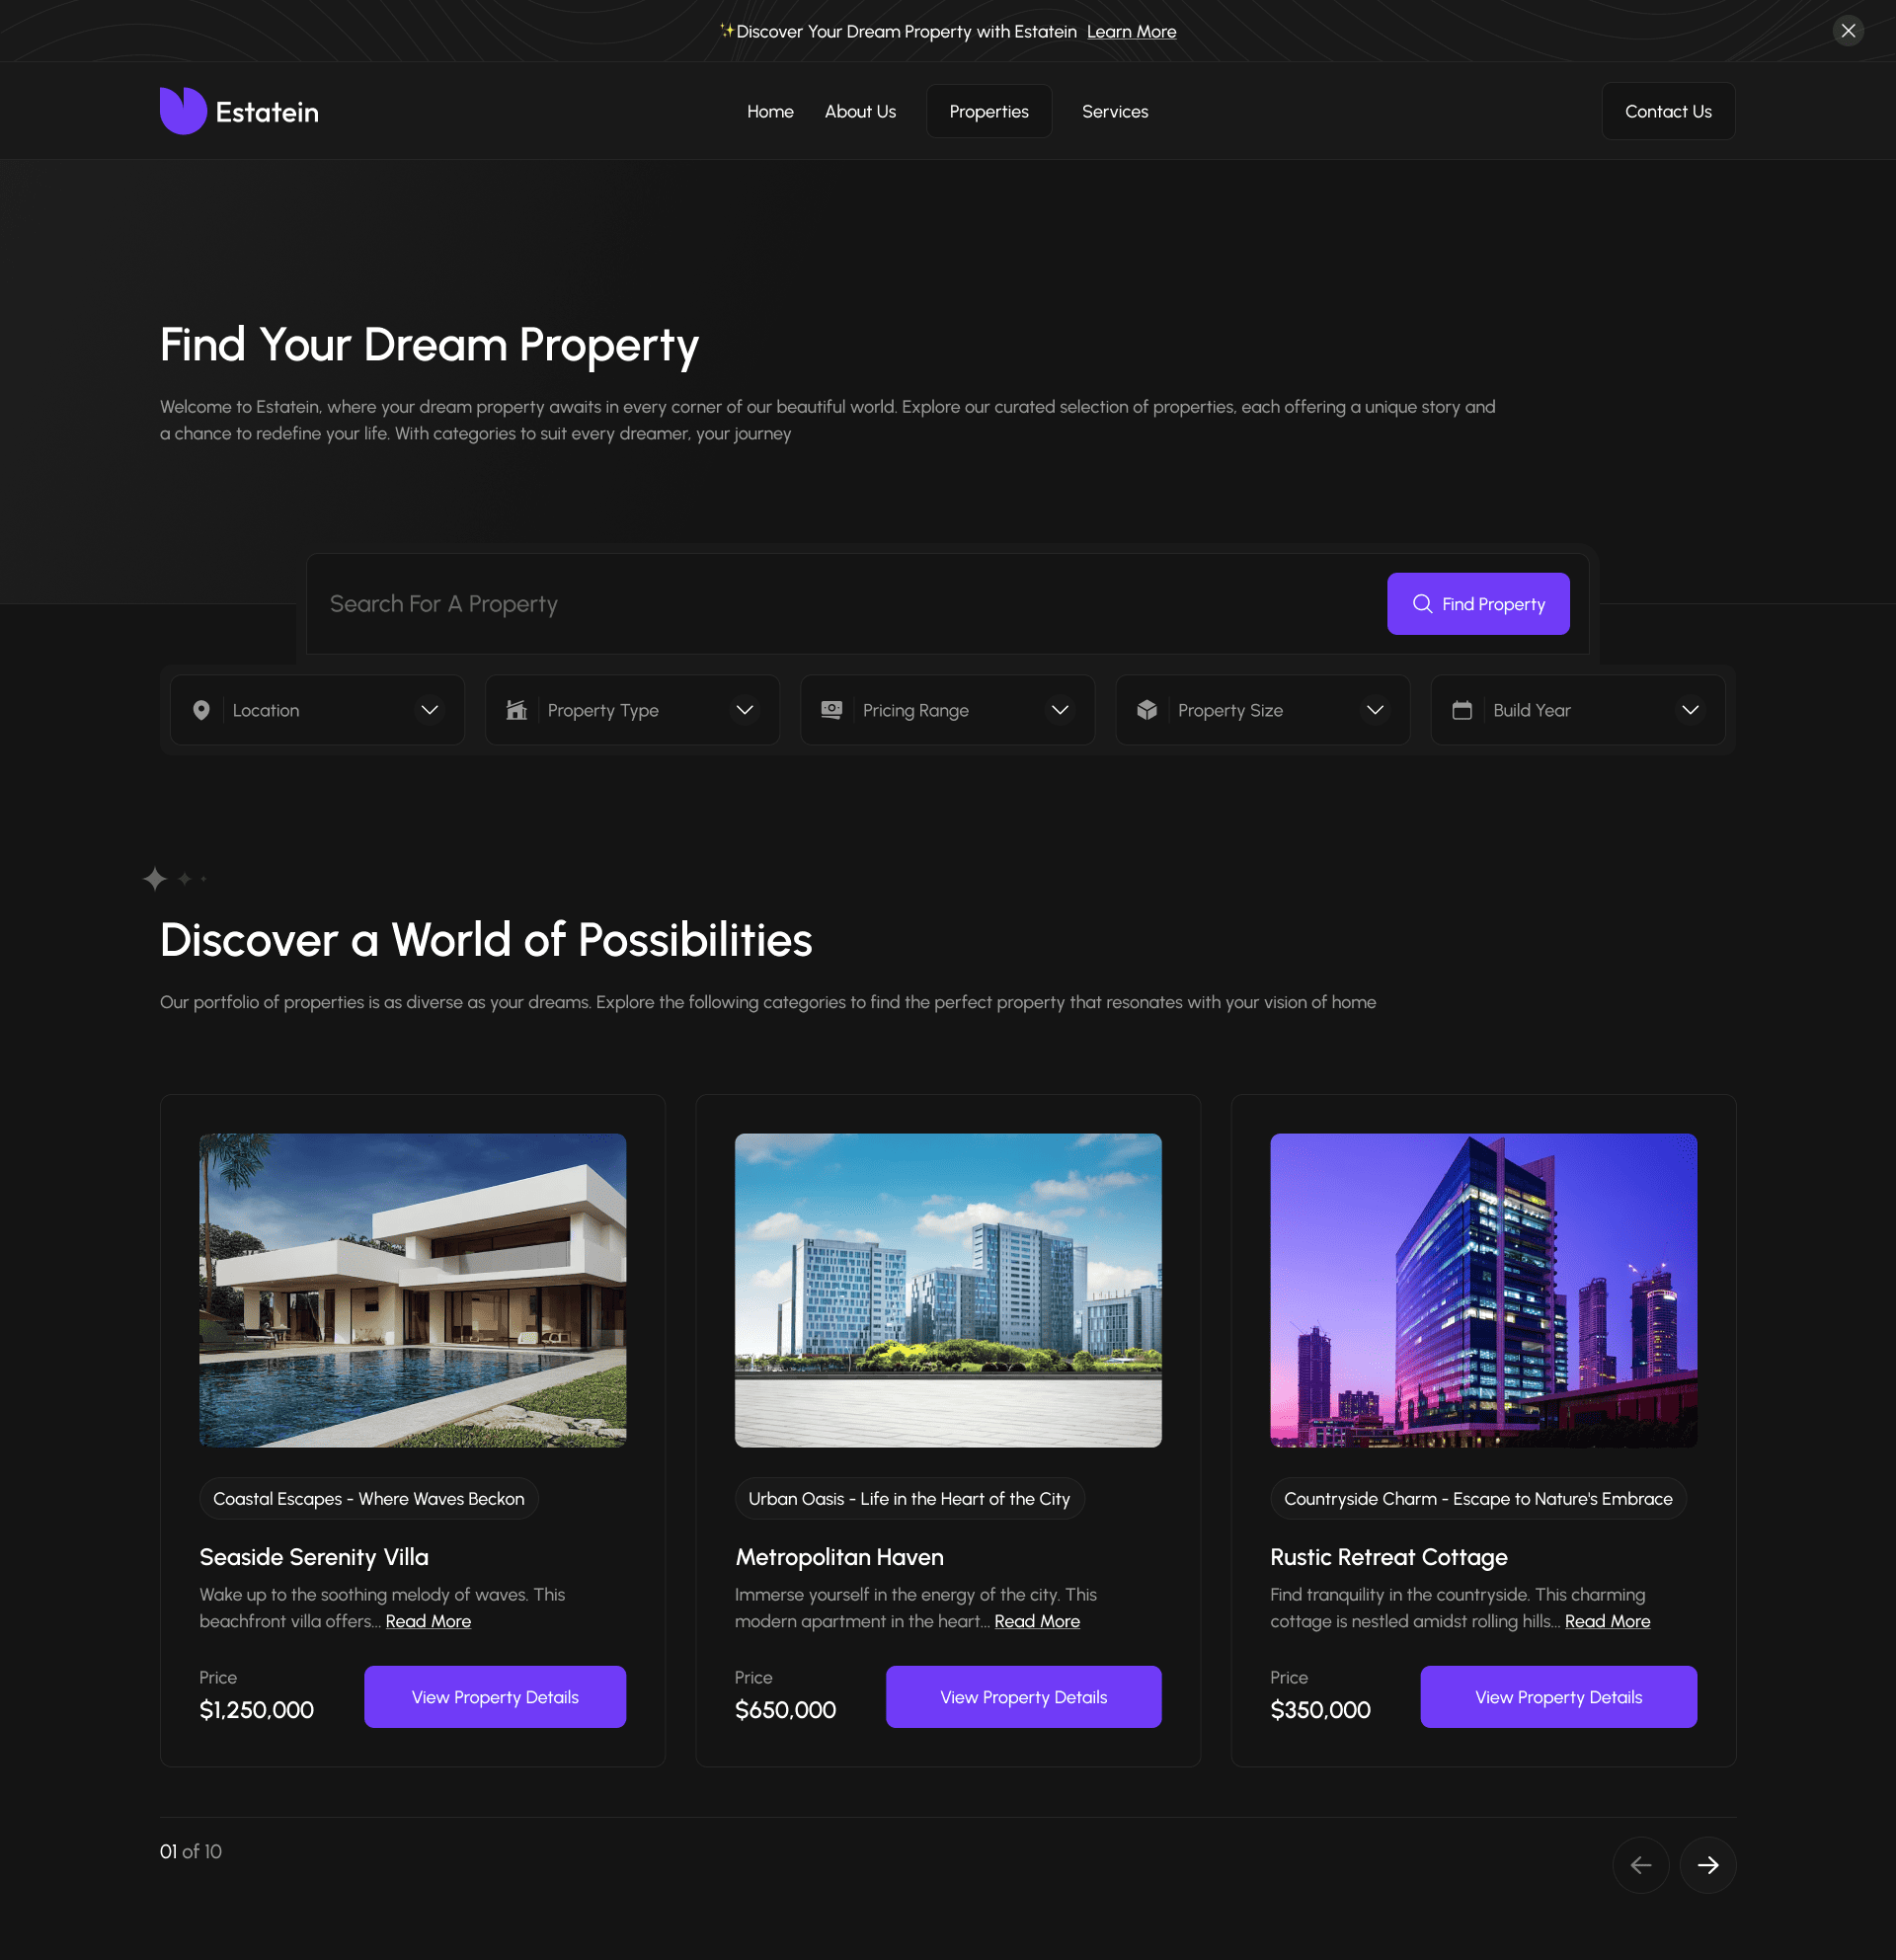 ✨Discover Your Dream Property with Estatein Learn More
Estatein
Home
About Us
Properties
Services
Contact Us
Find Your Dream Property
Welcome to Estatein, where your dream property awaits in every corner of our beautiful world. Explore our curated selection of properties, each offering a unique story and
a chance to redefine your life. With categories to suit every dreamer, your journey
Search For A Property
Find Property
Location
Property Type
Pricing Range
Property Size
Build Year
Discover a World of Possibilities
Our portfolio of properties is as diverse as your dreams. Explore the following categories to find the perfect property that resonates with your vision of home
Coastal Escapes - Where Waves Beckon
Seaside Serenity Villa
Wake up to the soothing melody of waves. This
beachfront villa offers... Read More
Price
$1,250,000
View Property Details
Urban Oasis - Life in the Heart of the City
Metropolitan Haven
Immerse yourself in the energy of the city. This
modern apartment in the heart... Read More
Price
$650,000
View Property Details
Countryside Charm - Escape to Nature's Embrace
Rustic Retreat Cottage
Find tranquility in the countryside. This charming
cottage is nestled amidst rolling hills... Read More
Price
$350,000
View Property Details
01 of 10